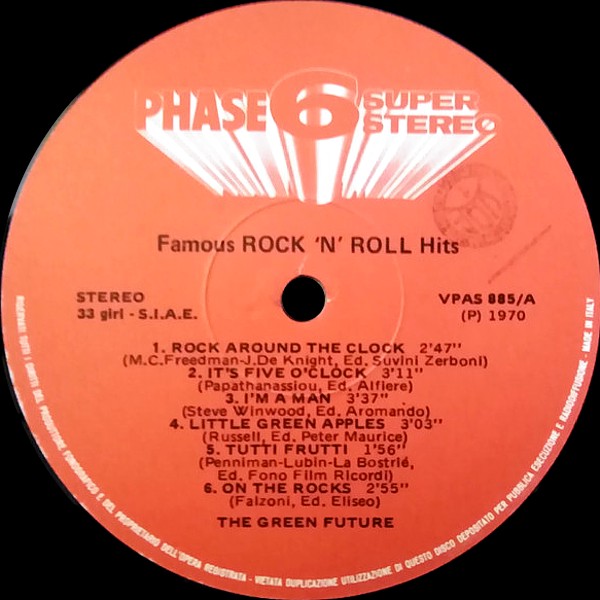 PHASE 6 SUPER STEREO
Famous ROCK 'N' ROLL Hits
STEREO
33 giri - S.I.A.E.
VPAS 885/A
(P) 1970
1. ROCK AROUND THE CLOCK 2'47"
(M.C.Freedman-J.De Knight, Ed. Suvini Zerboni)
2. IT'S FIVE O'CLOCK 3'11"
(Papathanassiou, Ed. Alfiere)
3. I'M A MAN 3'37"
(Steve Winwood, Ed. Aromando)
4. LITTLE GREEN APPLES 3'03"
(Russell, Ed. Peter Maurice)
5. TUTTI FRUTTI 1'56"
(Penniman-Lubin-La Bostrié,
Ed. Fono Film Ricordi)
6. ON THE ROCKS 2'55"
(Falzoni, Ed. Eliseo)
THE GREEN FUTURE
RISERVATI TUTTI I DIRITTI DEL PRODUTTORE FONOGRAFICO E DEL PROPRIETARIO DELL'OPERA REGISTRATA - VIETATA DUPLICAZIONE UTILIZZAZIONE DI QUESTO DISCO DEPOSITATO PER PUBBLICA ESECUZIONE E RADIODIFFUSIONE - MADE IN ITALY